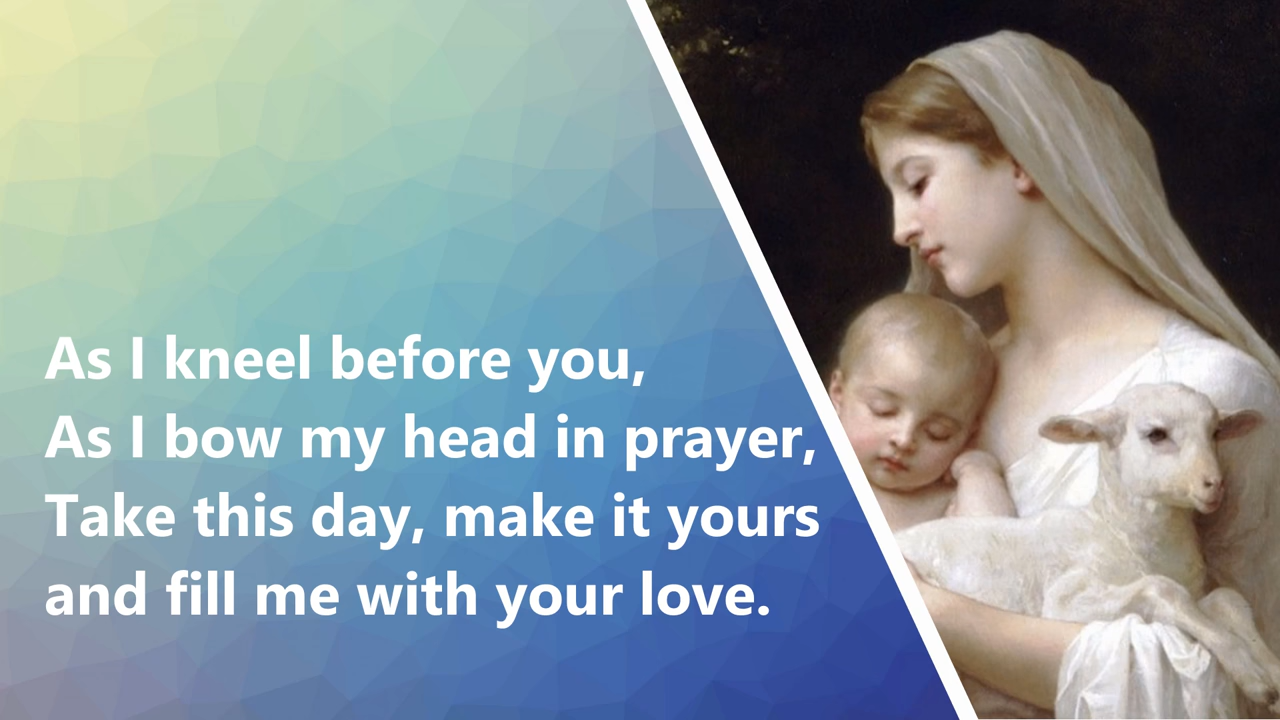 As I kneel before you,
As I bow my head in prayer,
Take this day, make it yours
and fill me with your love.